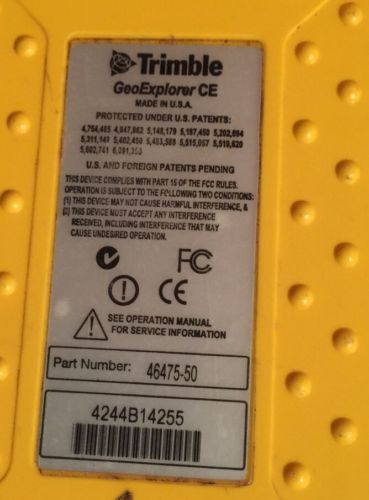 Trimble
GeoExplorer CE
MADE IN U.S.A.
PROTECTED UNDER U.S. PATENTS:
4,754,465 4,847,862 5,148,179 5,187,450 5,202,694
5,311,149 5,402,450 5,493,588 5,515,057 5,519,620
5,602,741 6,091,
U.S. AND FOREIGN PATENTS PENDING
THIS DEVICE COMPLIES WITH PART 15 OF THE FCC RULES.
OPERATION IS SUBJECT TO THE FOLLOWING TWO CONDITIONS:
(1) THIS DEVICE MAY NOT CAUSE HARMFUL INTERFERENCE, &
(2) THIS DEVICE MUST ACCEPT ANY INTERFERENCE
RECEIVED, INCLUDING INTERFERENCE THAT MAY
CAUSE UNDESIRED OPERATION.
FC
CE
SEE OPERATION MANUAL
FOR SERVICE INFORMATION
Part Number: 46475-50
4244B14255